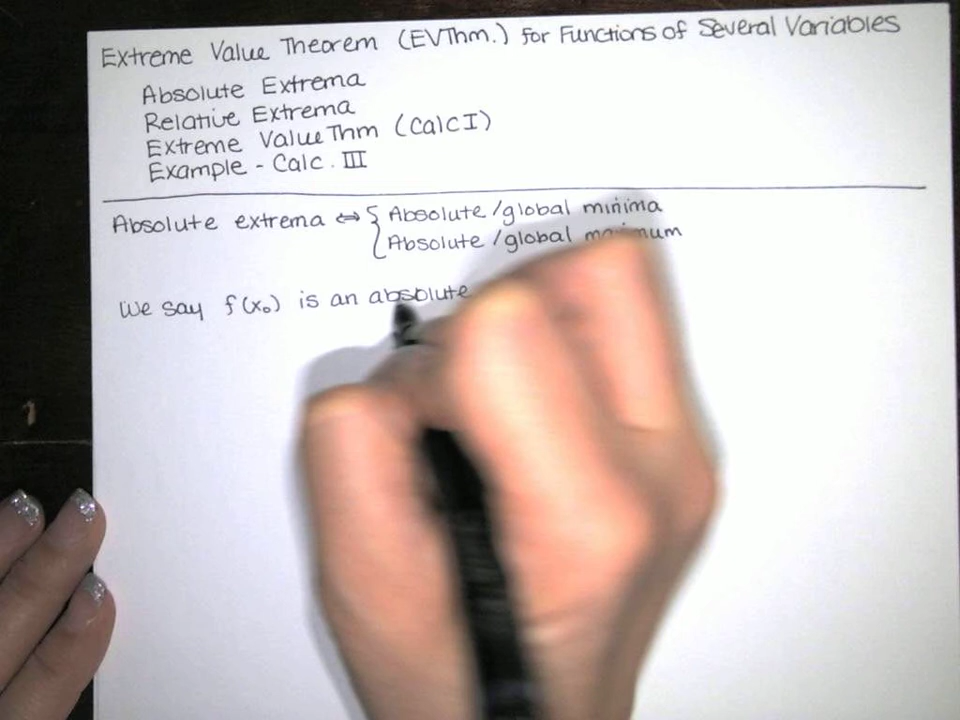 Extreme Value Theorem (EVThm.) for Functions of Several Variables
Absolute Extrema
Relative Extrema
Extreme Value Thm (Calc I)
Example - Calc. III
Absolute extrema ⇔ { Absolute/global minima
Absolute/global maximum
We say f(x₀) is an absolute